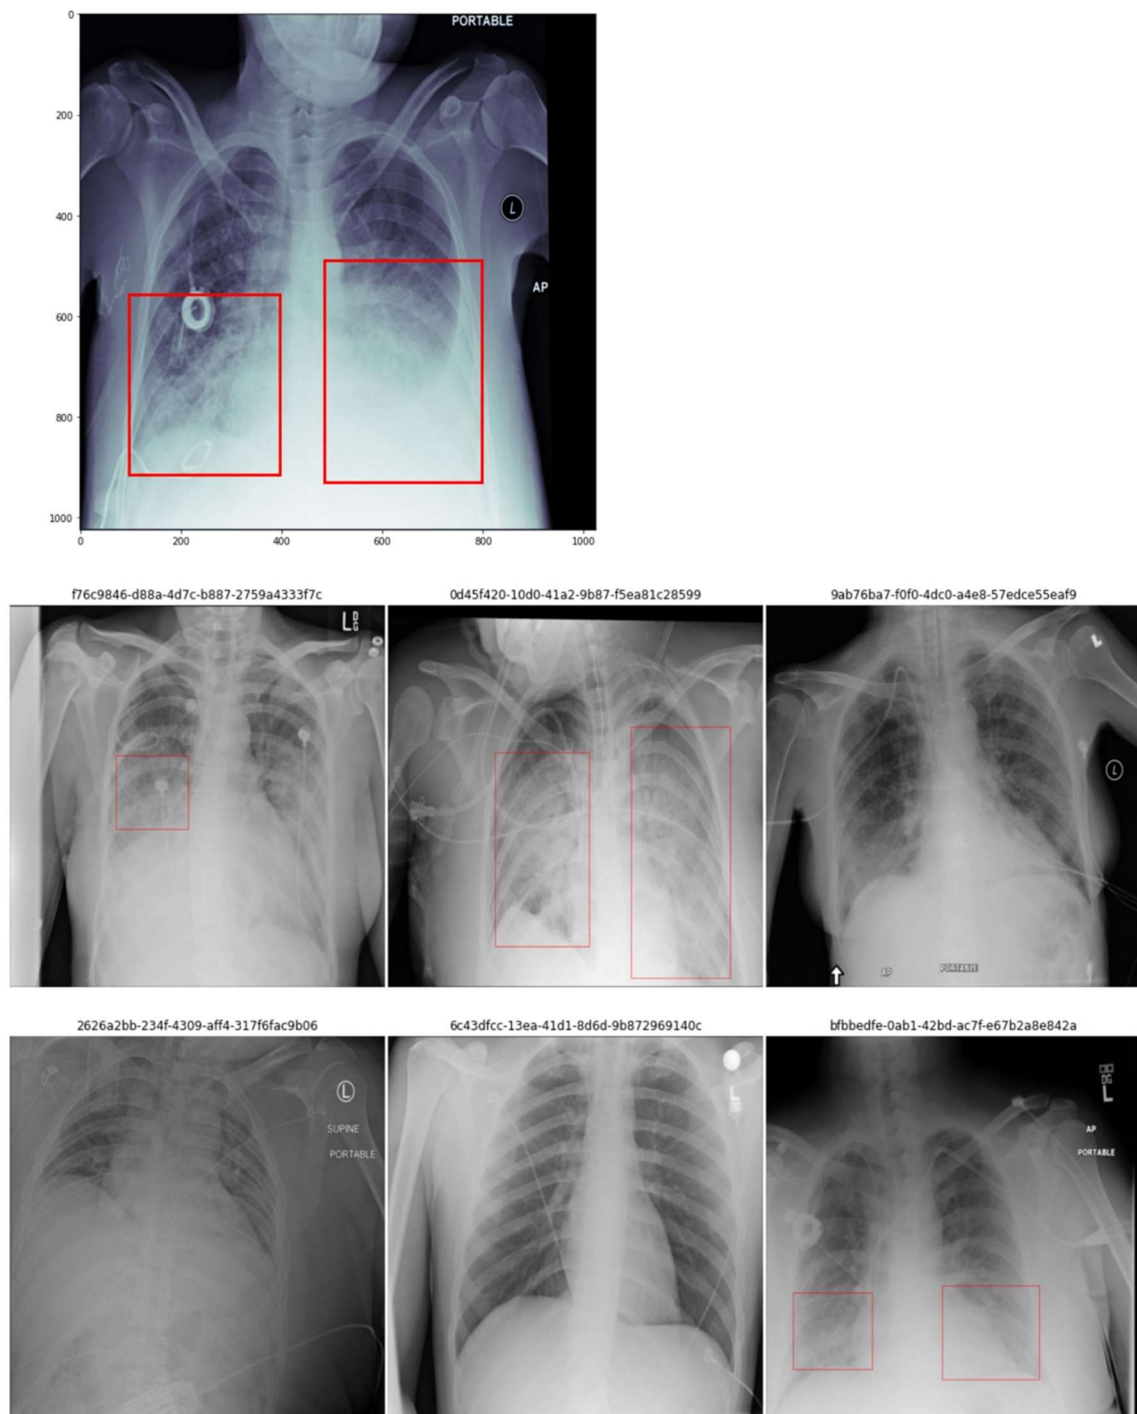 0
PORTABLE
200
400
L
AP
600
800
1000
0 200 400 600 800 1000
f76c9846-d88a-4d7c-b887-2759a4333f7c 0d45f420-10d0-41a2-9b87-f5ea81c28599 9ab76ba7-f0f0-4dc0-a4e8-57edce55eaf9
L L
L
AP PORTABLE
2626a2bb-234f-4309-aff4-317f6fac9b06 6c43dfcc-13ea-41d1-8d6d-9b872969140c bfbbedfe-0ab1-42bd-ac7f-e67b2a8e842a
L L L
SUPINE AP
PORTABLE PORTABLE